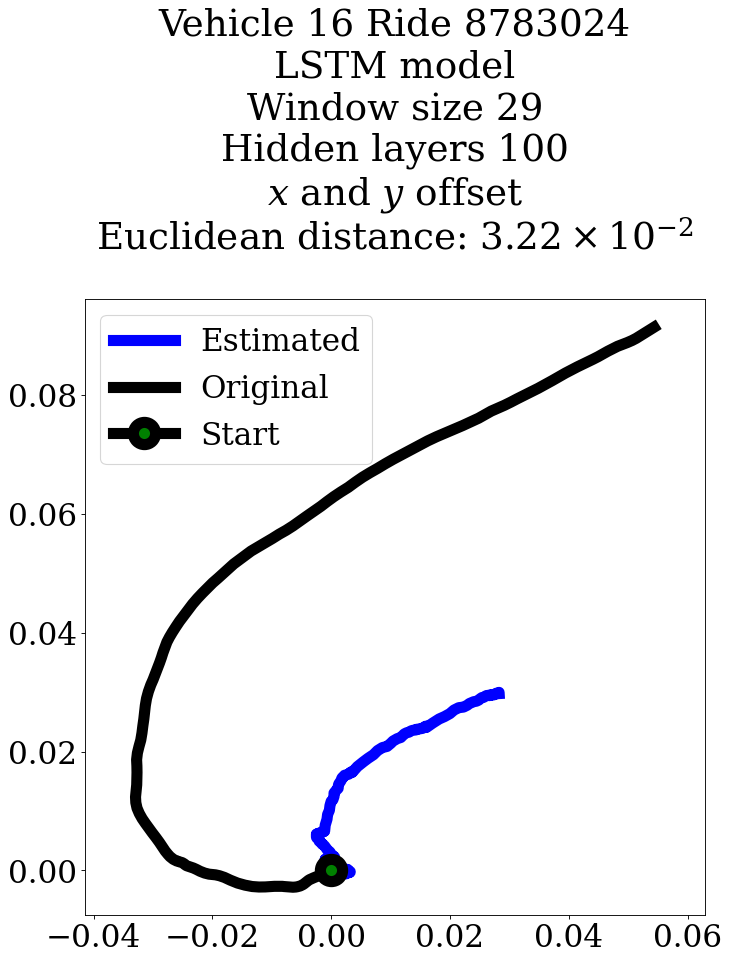 Vehicle 16 Ride 8783024
LSTM model
Window size 29
Hidden layers 100
x and y offset
Euclidean distance: 3.22 × 10⁻²
Estimated
Original
Start
0.08
0.06
0.04
0.02
0.00
−0.04 −0.02 0.00 0.02 0.04 0.06